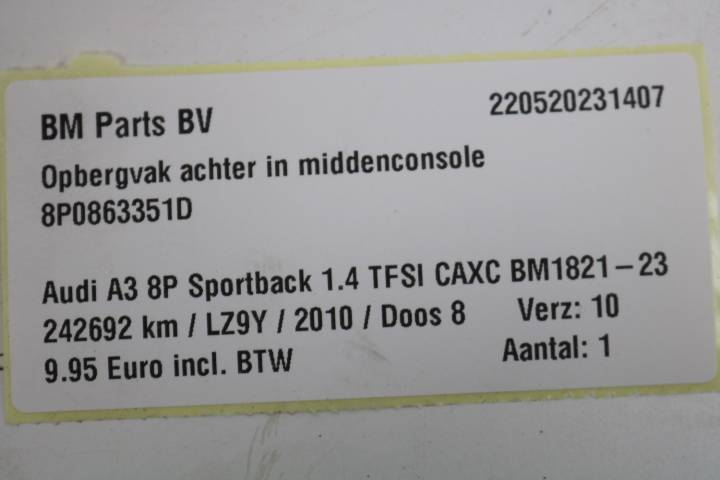 BM Parts BV 220520231407
Opbergvak achter in middenconsole
8P0863351D
Audi A3 8P Sportback 1.4 TFSI CAXC BM1821-23
242692 km / LZ9Y / 2010 / Doos 8 Verz: 10
9.95 Euro incl. BTW Aantal: 1